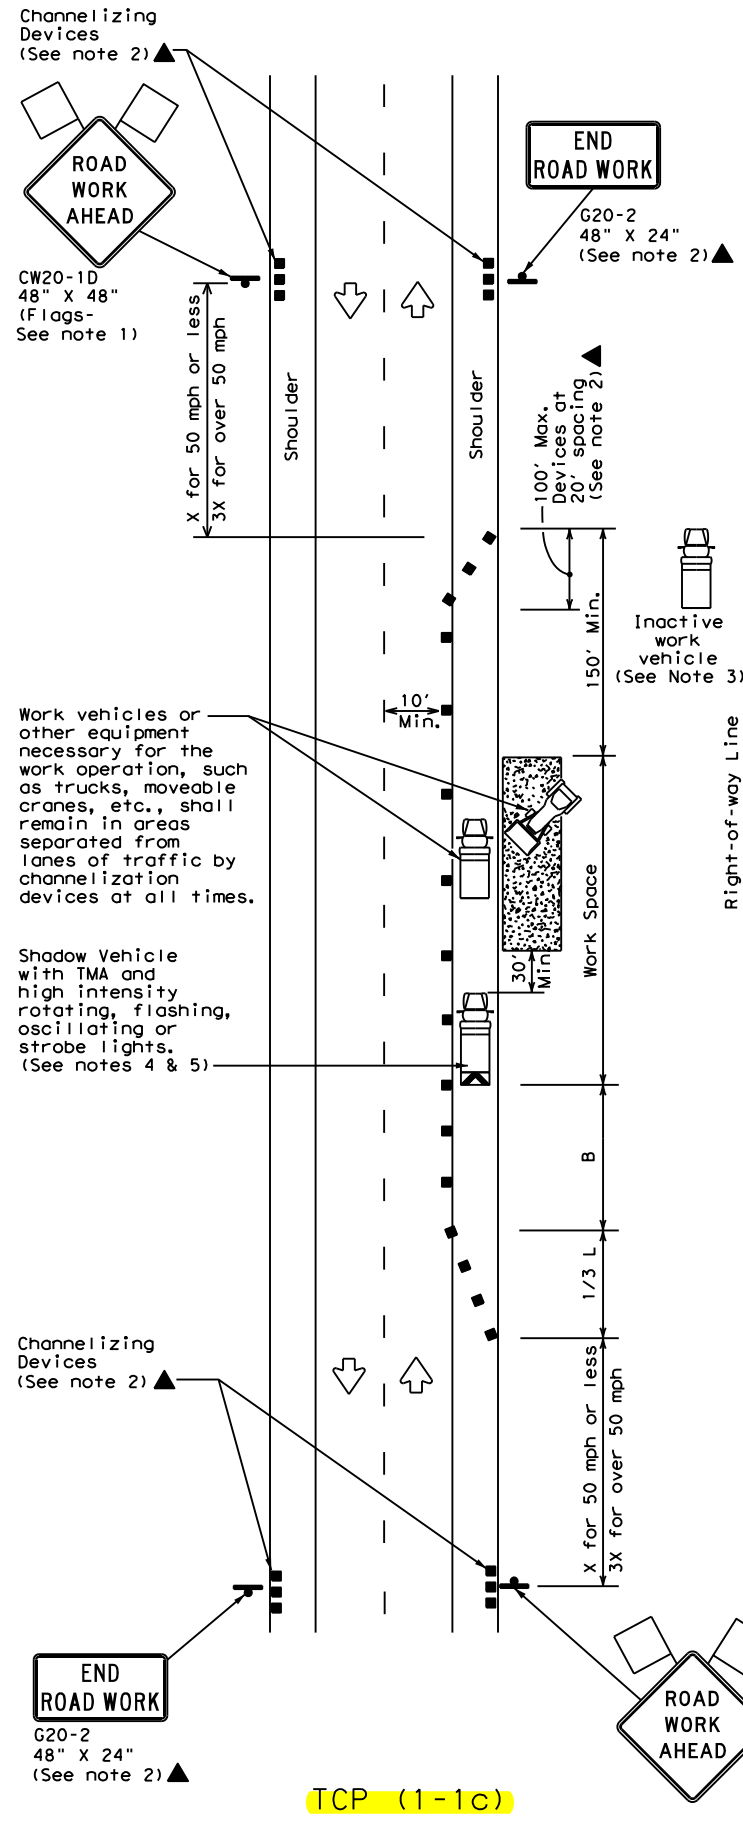 Channelizing
Devices
(See note 2)
ROAD
WORK
AHEAD
CW20-1D
48" X 48"
(Flags-
See note 1)
END
ROAD WORK
G20-2
48" X 24"
(See note 2)
X for 50 mph or less
3X for over 50 mph
Shoulder
Shoulder
100' Max.
Devices at
20' spacing
(See note 2)
150' Min.
Inactive
work
vehicle
(See Note 3)
10'
Min.
Work vehicles or
other equipment
necessary for the
work operation, such
as trucks, moveable
cranes, etc., shall
remain in areas
separated from
lanes of traffic by
channelization
devices at all times.
Right-of-way Line
Work Space
30'
Min
Shadow Vehicle
with TMA and
high intensity
rotating, flashing,
oscillating or
strobe lights.
(See notes 4 & 5)
B
1/3 L
Channelizing
Devices
(See note 2)
X for 50 mph or less
3X for over 50 mph
END
ROAD WORK
G20-2
48" X 24"
(See note 2)
ROAD
WORK
AHEAD
TCP (1-1c)